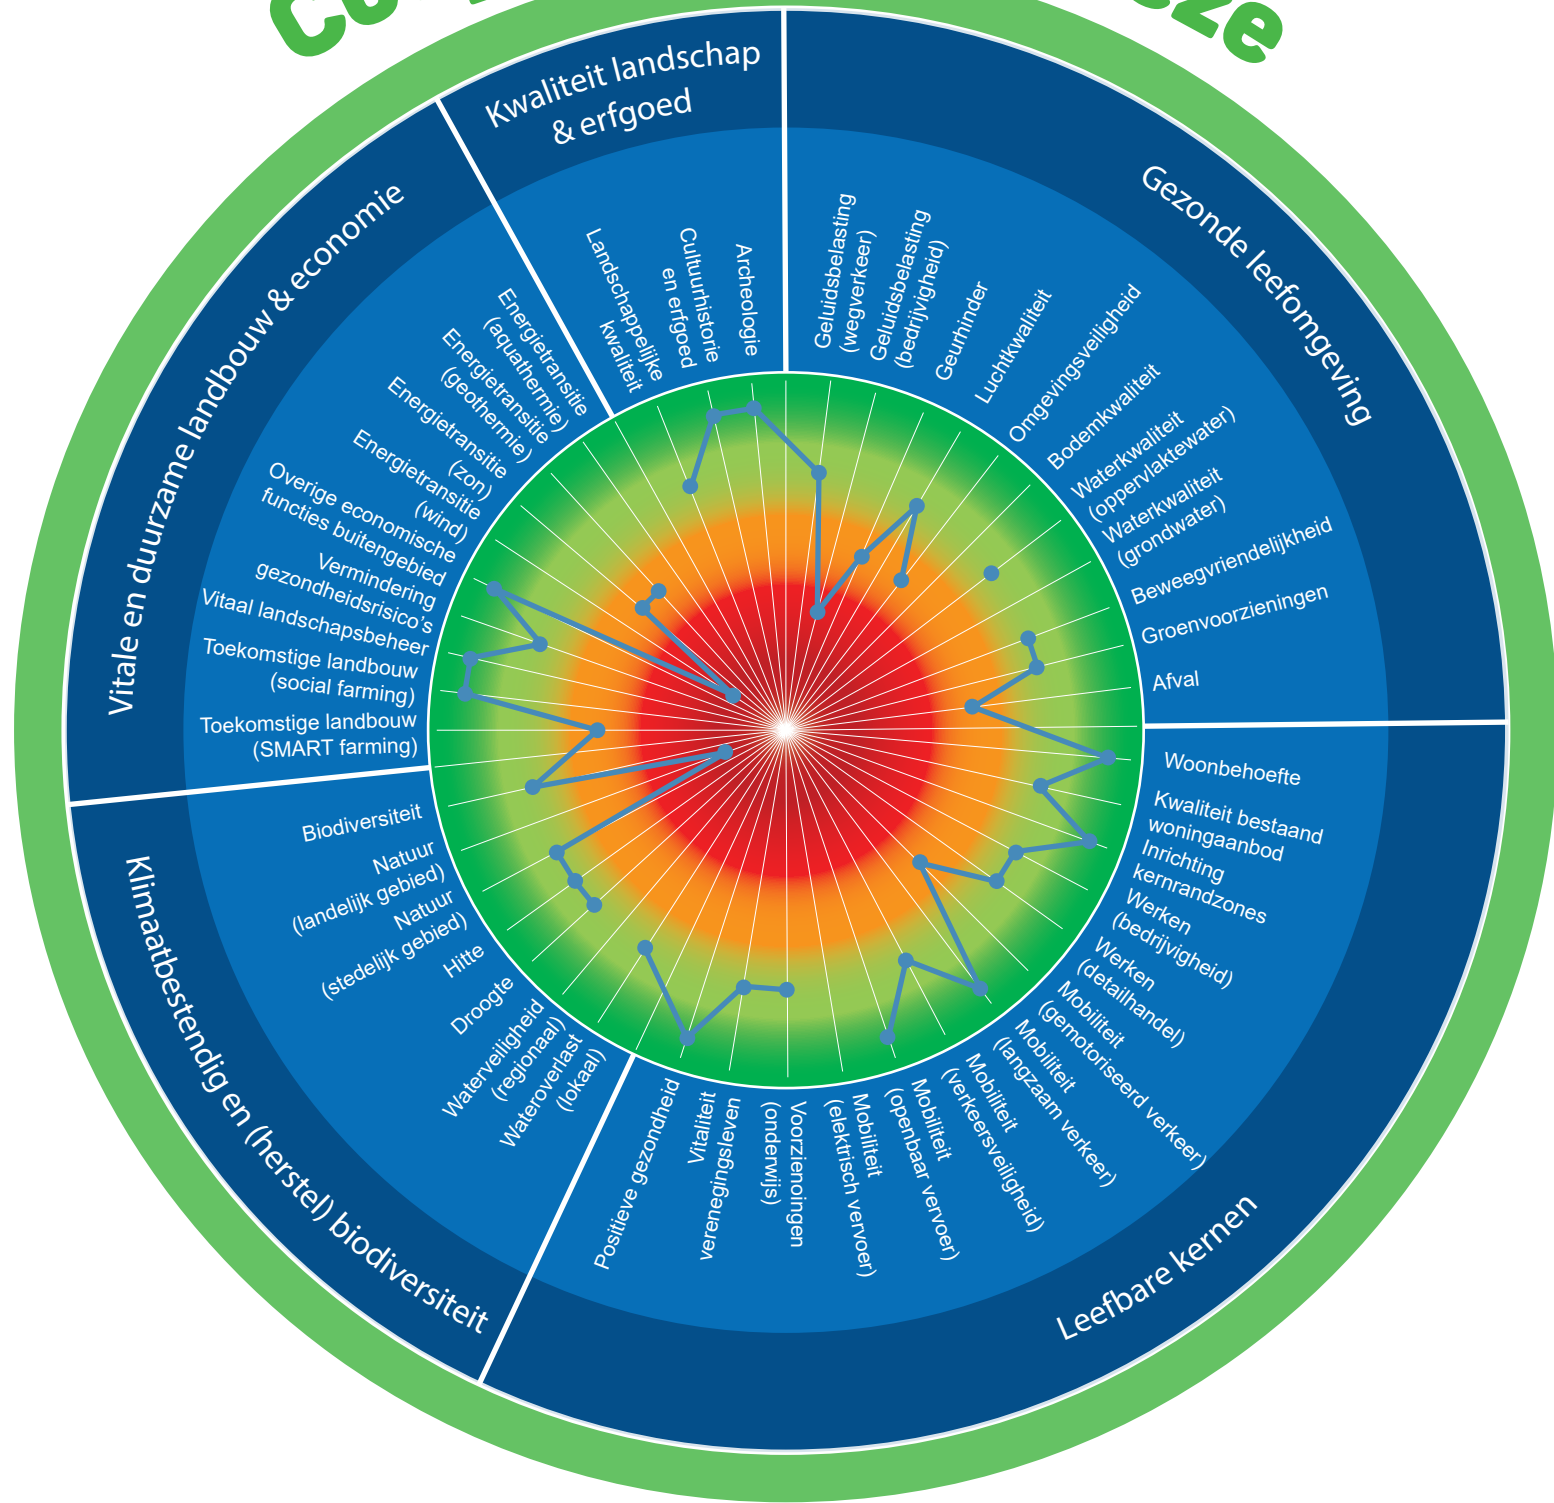 Kwaliteit landschap
& erfgoed
Gezonde leefomgeving
Leefbare kernen
Klimaatbestendig en (herstel) biodiversiteit
Vitale en duurzame landbouw & economie
Landschappelijke
kwaliteit
Cultuurhistorie
en erfgoed
Archeologie
Geluidsbelasting
(wegverkeer)
Geluidsbelasting
(bedrijvigheid)
Geurhinder
Luchtkwaliteit
Omgevingsveiligheid
Bodemkwaliteit
Waterkwaliteit
(oppervlaktewater)
Waterkwaliteit
(grondwater)
Beweegvriendelijkheid
Groenvoorzieningen
Afval
Woonbehoefte
Kwaliteit bestaand
woningaanbod
Inrichting
kernrandzones
Werken
(bedrijvigheid)
Werken
(detailhandel)
Mobiliteit
(gemotoriseerd verkeer)
Mobiliteit
(langzaam verkeer)
Mobiliteit
(verkeersveiligheid)
Mobiliteit
(openbaar vervoer)
Mobiliteit
(elektrisch vervoer)
Voorzienoingen
(onderwijs)
Vitaliteit
verenegingsleven
Positieve gezondheid
Wateroverlast
(lokaal)
Waterveiligheid
(regionaal)
Droogte
Hitte
Natuur
(stedelijk gebied)
Natuur
(landelijk gebied)
Biodiversiteit
Toekomstige landbouw
(SMART farming)
Toekomstige landbouw
(social farming)
Vitaal landschapsbeheer
Vermindering
gezondheidsrisico's
Overige economische
functies buitengebied
Energietransitie
(wind)
Energietransitie
(zon)
Energietransitie
(geothermie)
Energietransitie
(aquathermie)